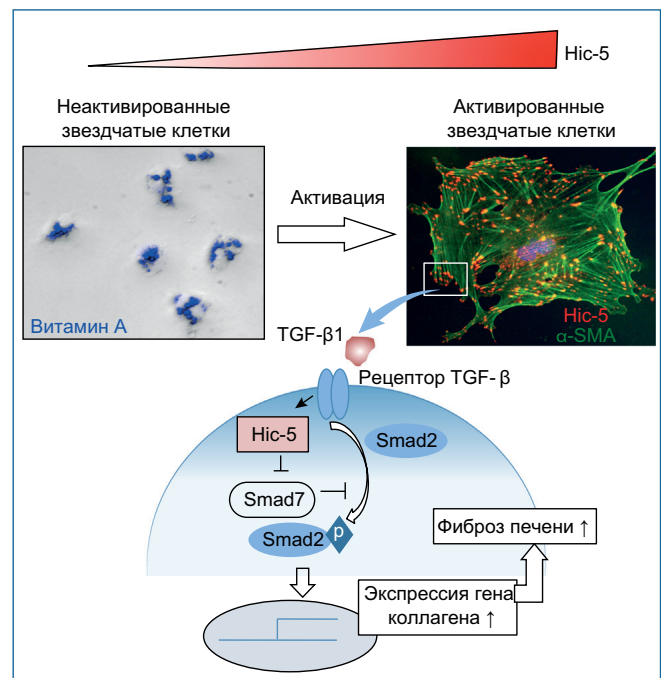 Hic-5
Неактивированные
звездчатые клетки
Активированные
звездчатые клетки
Витамин А
Активация
Hic-5
α-SMA
TGF-β1
Рецептор TGF- β
Hic-5
Smad2
Smad7
Smad2
p
Фиброз печени ↑
Экспрессия гена
коллагена ↑